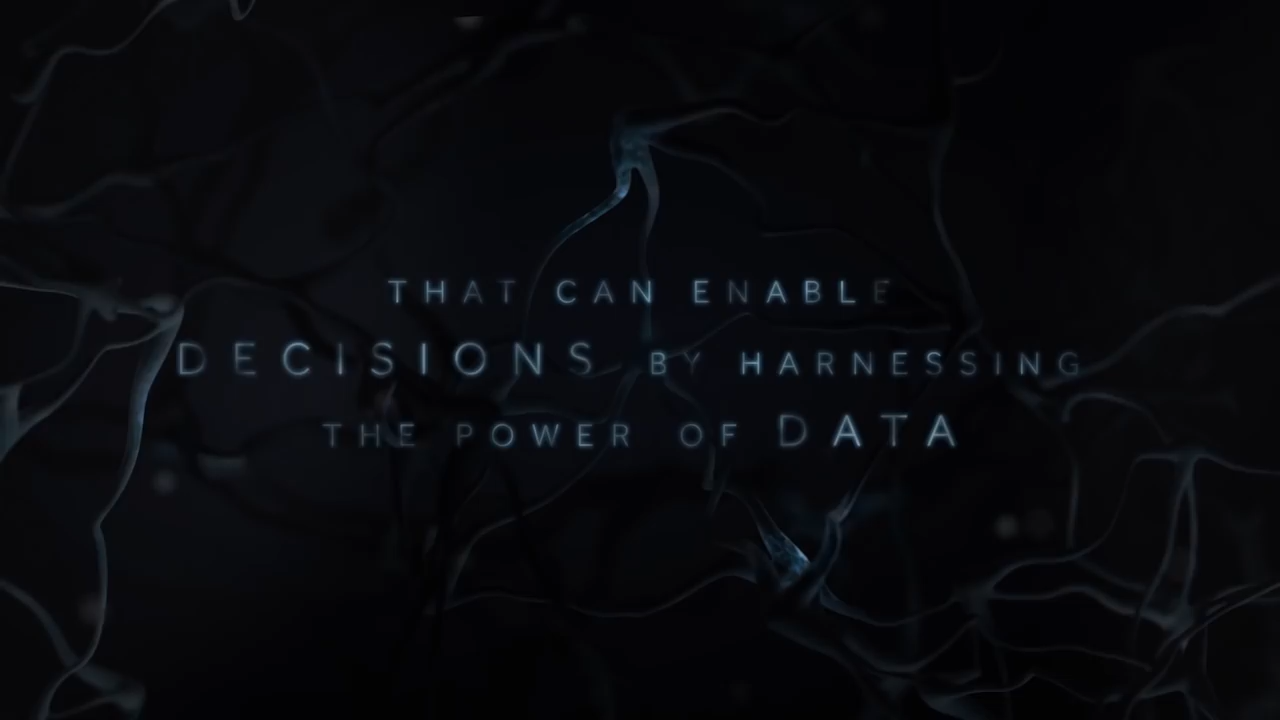 THAT CAN ENABLE
DECISIONS BY HARNESSING
THE POWER OF DATA